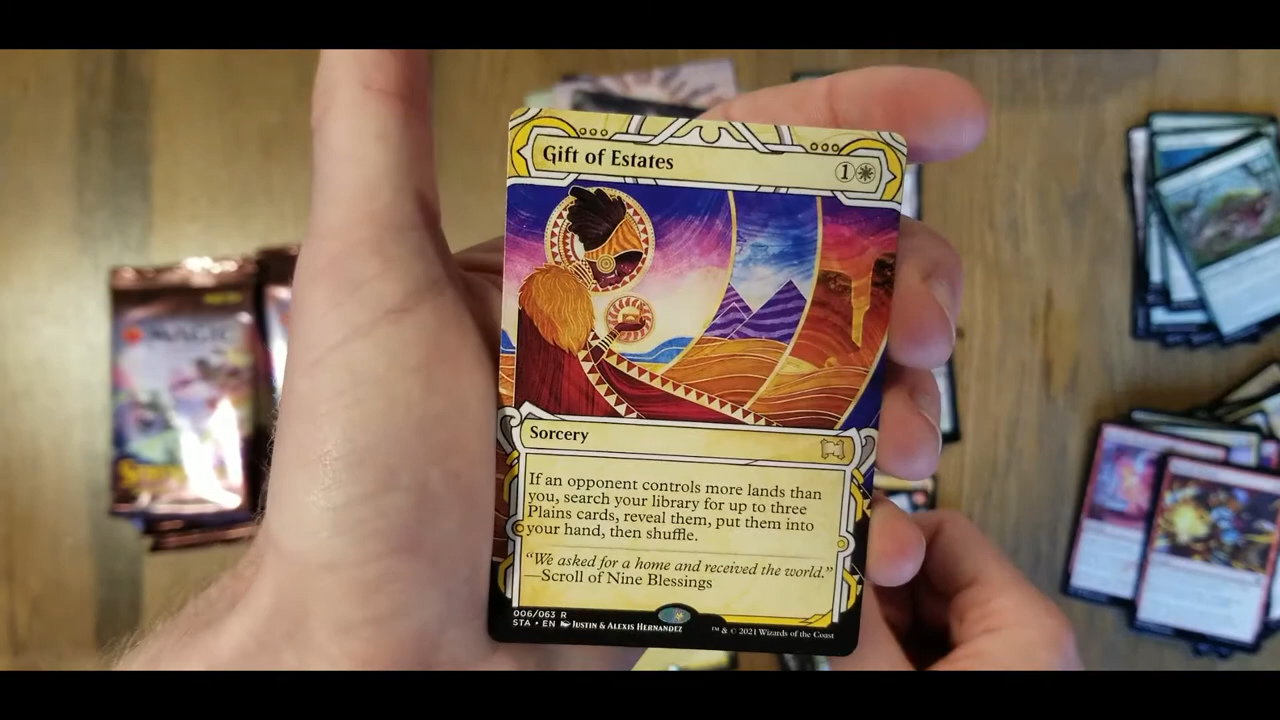 Gift of Estates
1
Sorcery
If an opponent controls more lands than
you, search your library for up to three
Plains cards, reveal them, put them into
your hand, then shuffle.
“We asked for a home and received the world.”
—Scroll of Nine Blessings
006/063 R
STA • EN Justin & Alexis Hernandez
™ & © 2021 Wizards of the Coast